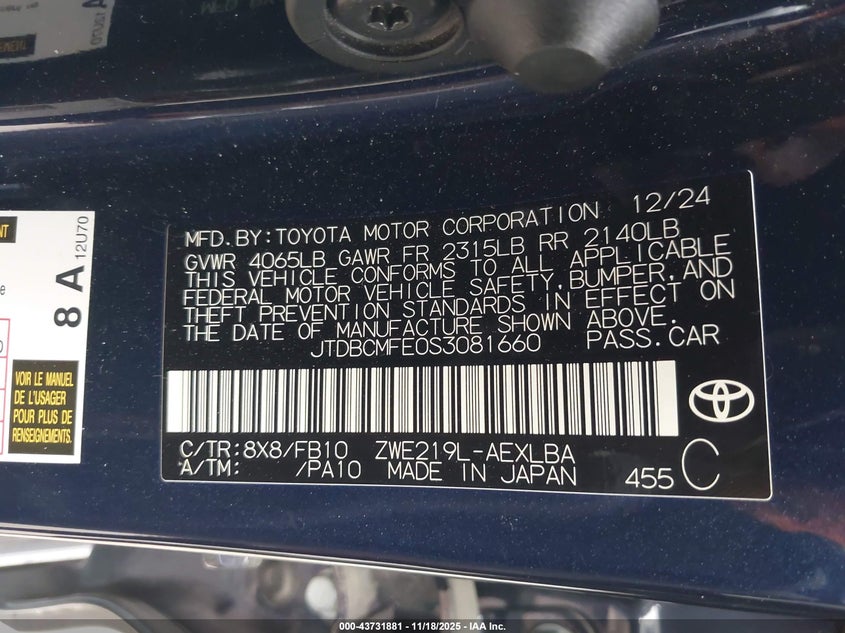 MFD. BY: TOYOTA MOTOR CORPORATION 12/24
GVWR 4065LB GAWR FR 2315LB RR 2140LB
THIS VEHICLE CONFORMS TO ALL APPLICABLE
FEDERAL MOTOR VEHICLE SAFETY, BUMPER, AND
THEFT PREVENTION STANDARDS IN EFFECT ON
THE DATE OF MANUFACTURE SHOWN ABOVE.
JTDBCMFE0S3081660 PASS. CAR
C/TR: 8X8/FB10 ZWE219L-AEXLBA
A/TM: /PA10 MADE IN JAPAN 455 C
8 A 12U70
VOIR LE MANUEL
DE L'USAGER
POUR PLUS DE
RENSEIGNEMENTS
000-43731881 - 11/18/2025 - IAA Inc.